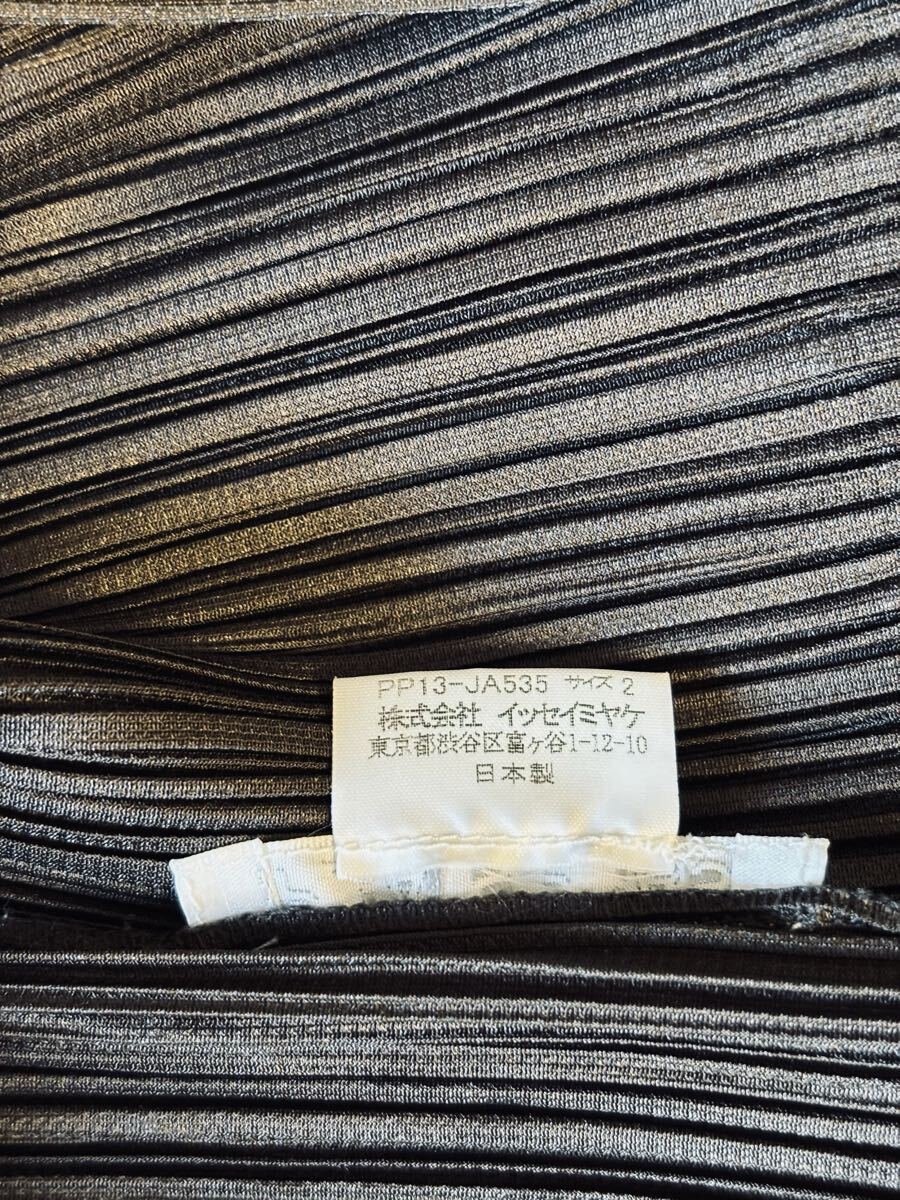 PP13-JA535 サイズ 2
株式会社 イッセイミヤケ
東京都渋谷区富ヶ谷1-12-10
日本製